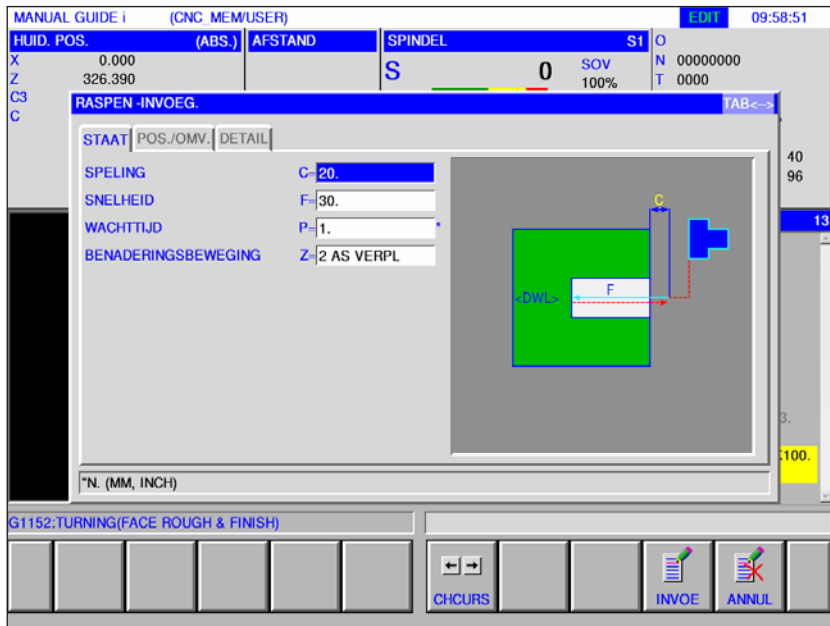 MANUAL GUIDE i (CNC_MEM/USER) EDIT 09:58:51
HUID. POS. (ABS.) AFSTAND SPINDEL S1 O
X 0.000 S 0 SOV N 00000000
Z 326.390 100% T 0000
C3
C
RASPEN -INVOEG. TAB<-->
STAAT POS./OMV. DETAIL
40
96
SPELING C=20.
SNELHEID F=30.
WACHTTIJD P=1. *
BENADERINGSBEWEGING Z=2 AS VERPL
C
13
<DWL> F
3.
100.
"N. (MM, INCH)
G1152:TURNING(FACE ROUGH & FINISH)
CHCURS INVOE ANNUL